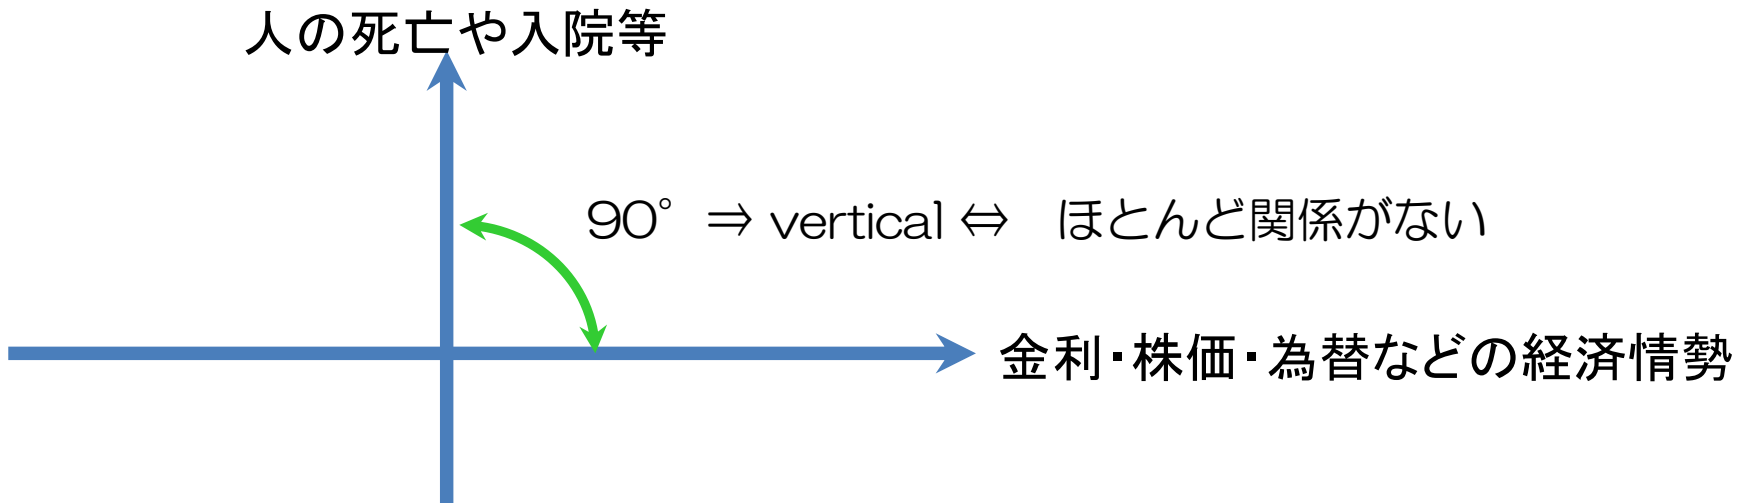 人の死亡や入院等
90° ⇒ vertical ⇔ ほとんど関係がない
金利・株価・為替などの経済情勢